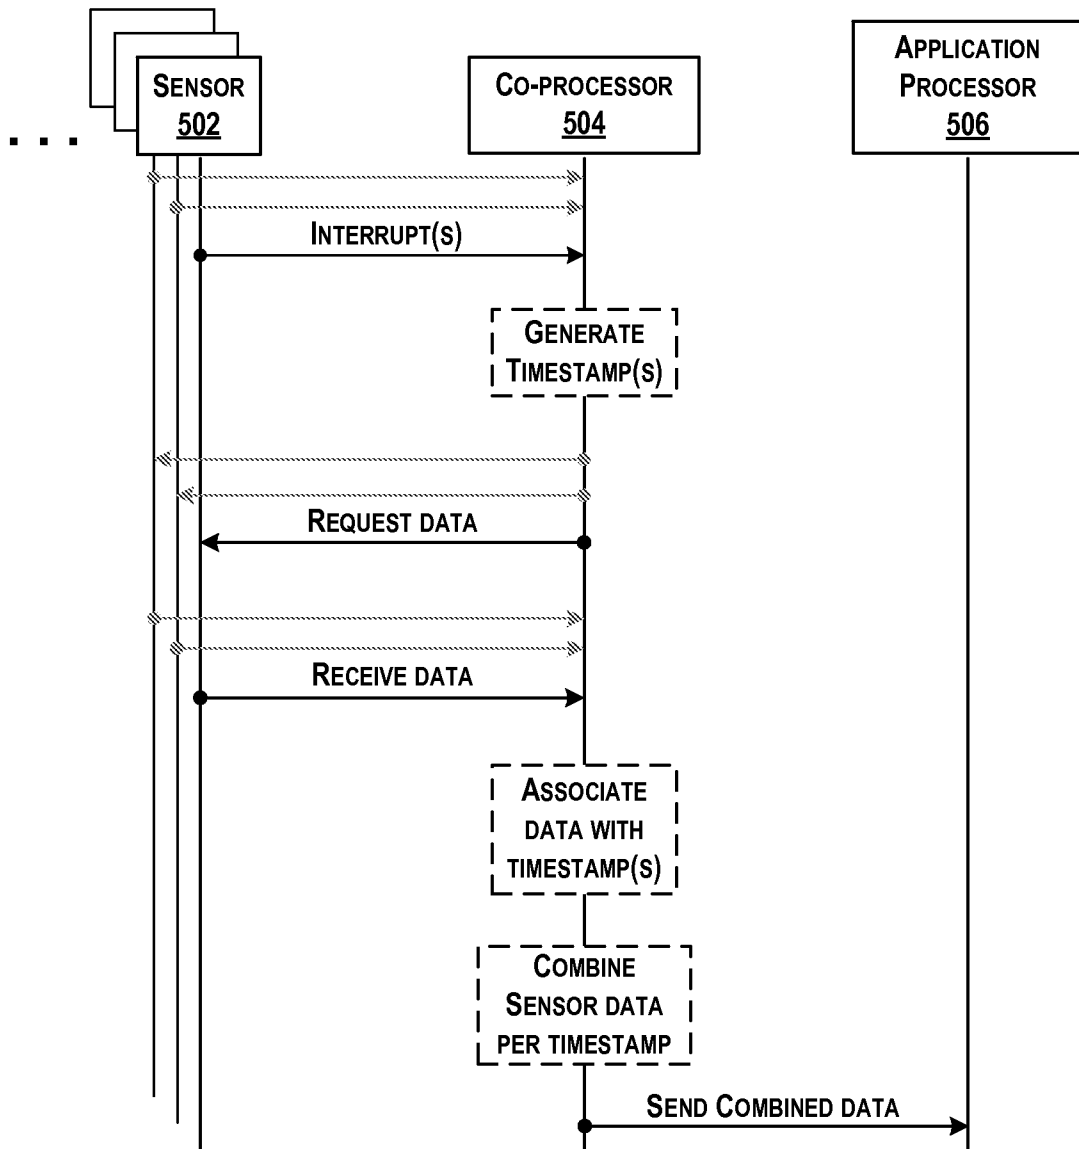 SENSOR
502
CO-PROCESSOR
504
APPLICATION
PROCESSOR
506
. . .
INTERRUPT(S)
GENERATE
TIMESTAMP(S)
REQUEST DATA
RECEIVE DATA
ASSOCIATE
DATA WITH
TIMESTAMP(S)
COMBINE
SENSOR DATA
PER TIMESTAMP
SEND COMBINED DATA